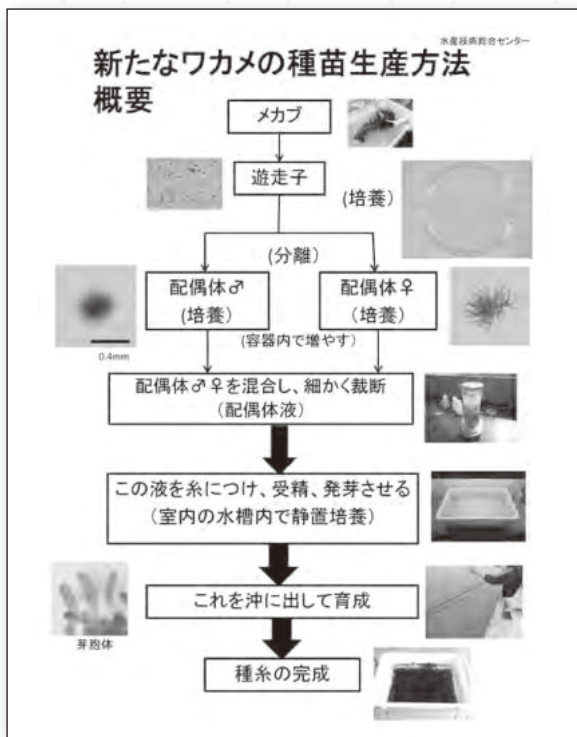 水産技術総合センター
新たなワカメの種苗生産方法
概要
メカブ
遊走子
(培養)
(分離)
配偶体♂
(培養)
配偶体♀
（培養）
0.4mm
(容器内で増やす)
配偶体♂♀を混合し、細かく裁断
（配偶体液）
この液を糸につけ、受精、発芽させる
（室内の水槽内で静置培養）
これを沖に出して育成
芽胞体
種糸の完成